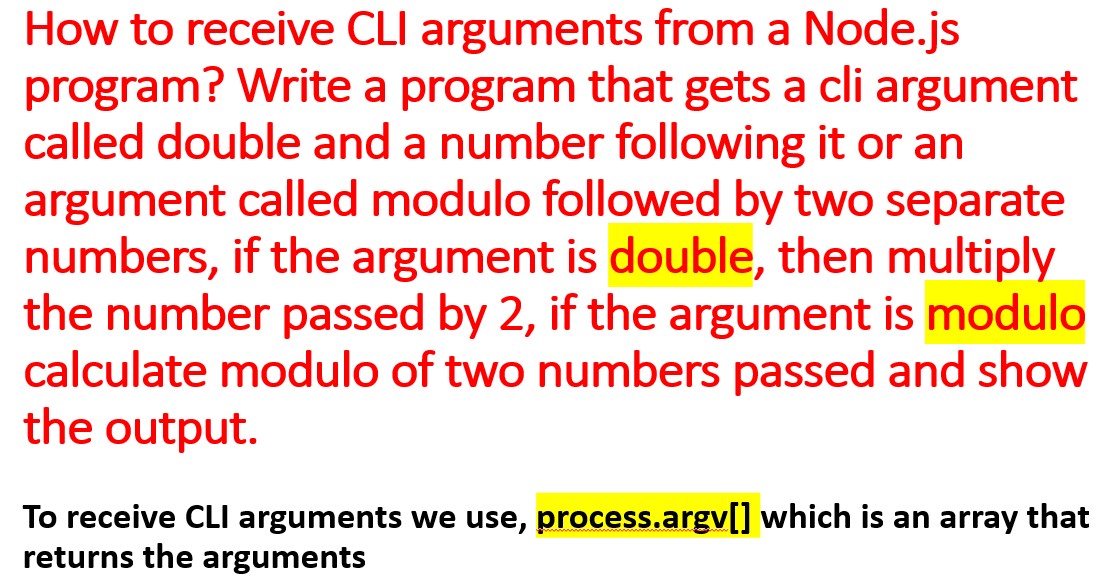 How to receive CLI arguments from a Node.js
program? Write a program that gets a cli argument
called double and a number following it or an
argument called modulo followed by two separate
numbers, if the argument is double, then multiply
the number passed by 2, if the argument is modulo
calculate modulo of two numbers passed and show
the output.
To receive CLI arguments we use, process.argv[] which is an array that
returns the arguments